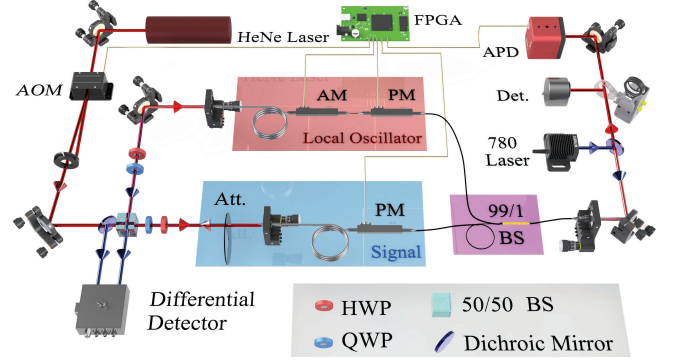 FPGA
HeNe Laser
APD
AOM
AM
PM
Det.
Local Oscillator
780
Laser
Att.
PM
99/1
BS
Signal
Differential
Detector
HWP
50/50 BS
QWP
Dichroic Mirror